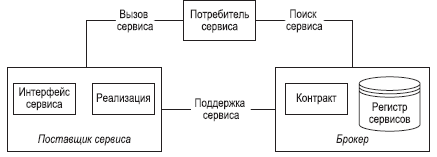 Вызов
сервиса
Потребитель
сервиса
Поиск
сервиса
Интерфейс
сервиса
Реализация
Поставщик сервиса
Поддержка
сервиса
Контракт
Регистр
сервисов
Брокер